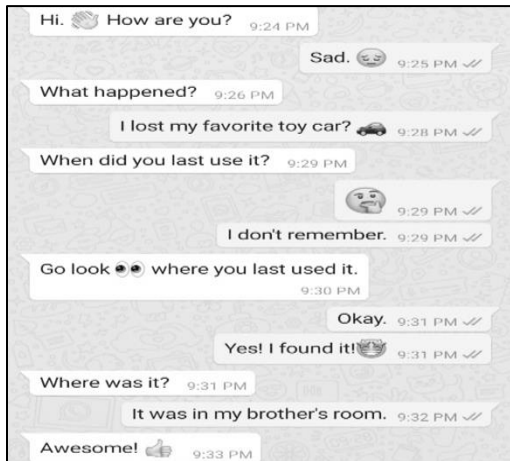 Hi. 👋 How are you? 9:24 PM
Sad. 😔 9:25 PM
What happened? 9:26 PM
I lost my favorite toy car? 🚗 9:28 PM
When did you last use it? 9:29 PM
🤔 9:29 PM
I don't remember. 9:29 PM
Go look 👀 where you last used it.
9:30 PM
Okay. 9:31 PM
Yes! I found it!🤩 9:31 PM
Where was it? 9:31 PM
It was in my brother's room. 9:32 PM
Awesome! 👍 9:33 PM